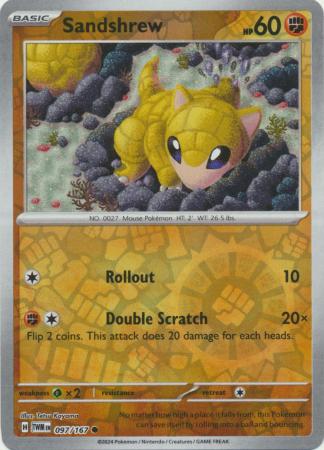 BASIC Sandshrew HP 60
NO. 0027 Mouse Pokémon HT: 2' WT: 26.5 lbs.
Rollout 10
Double Scratch 20×
Flip 2 coins. This attack does 20 damage for each heads.
weakness ×2 resistance retreat
Illus. Tetsu Kayama
H TWM EN 097/167
No matter how high a place it falls from, this Pokémon
can save itself by rolling into a ball and bouncing.
©2024 Pokémon / Nintendo / Creatures / GAME FREAK